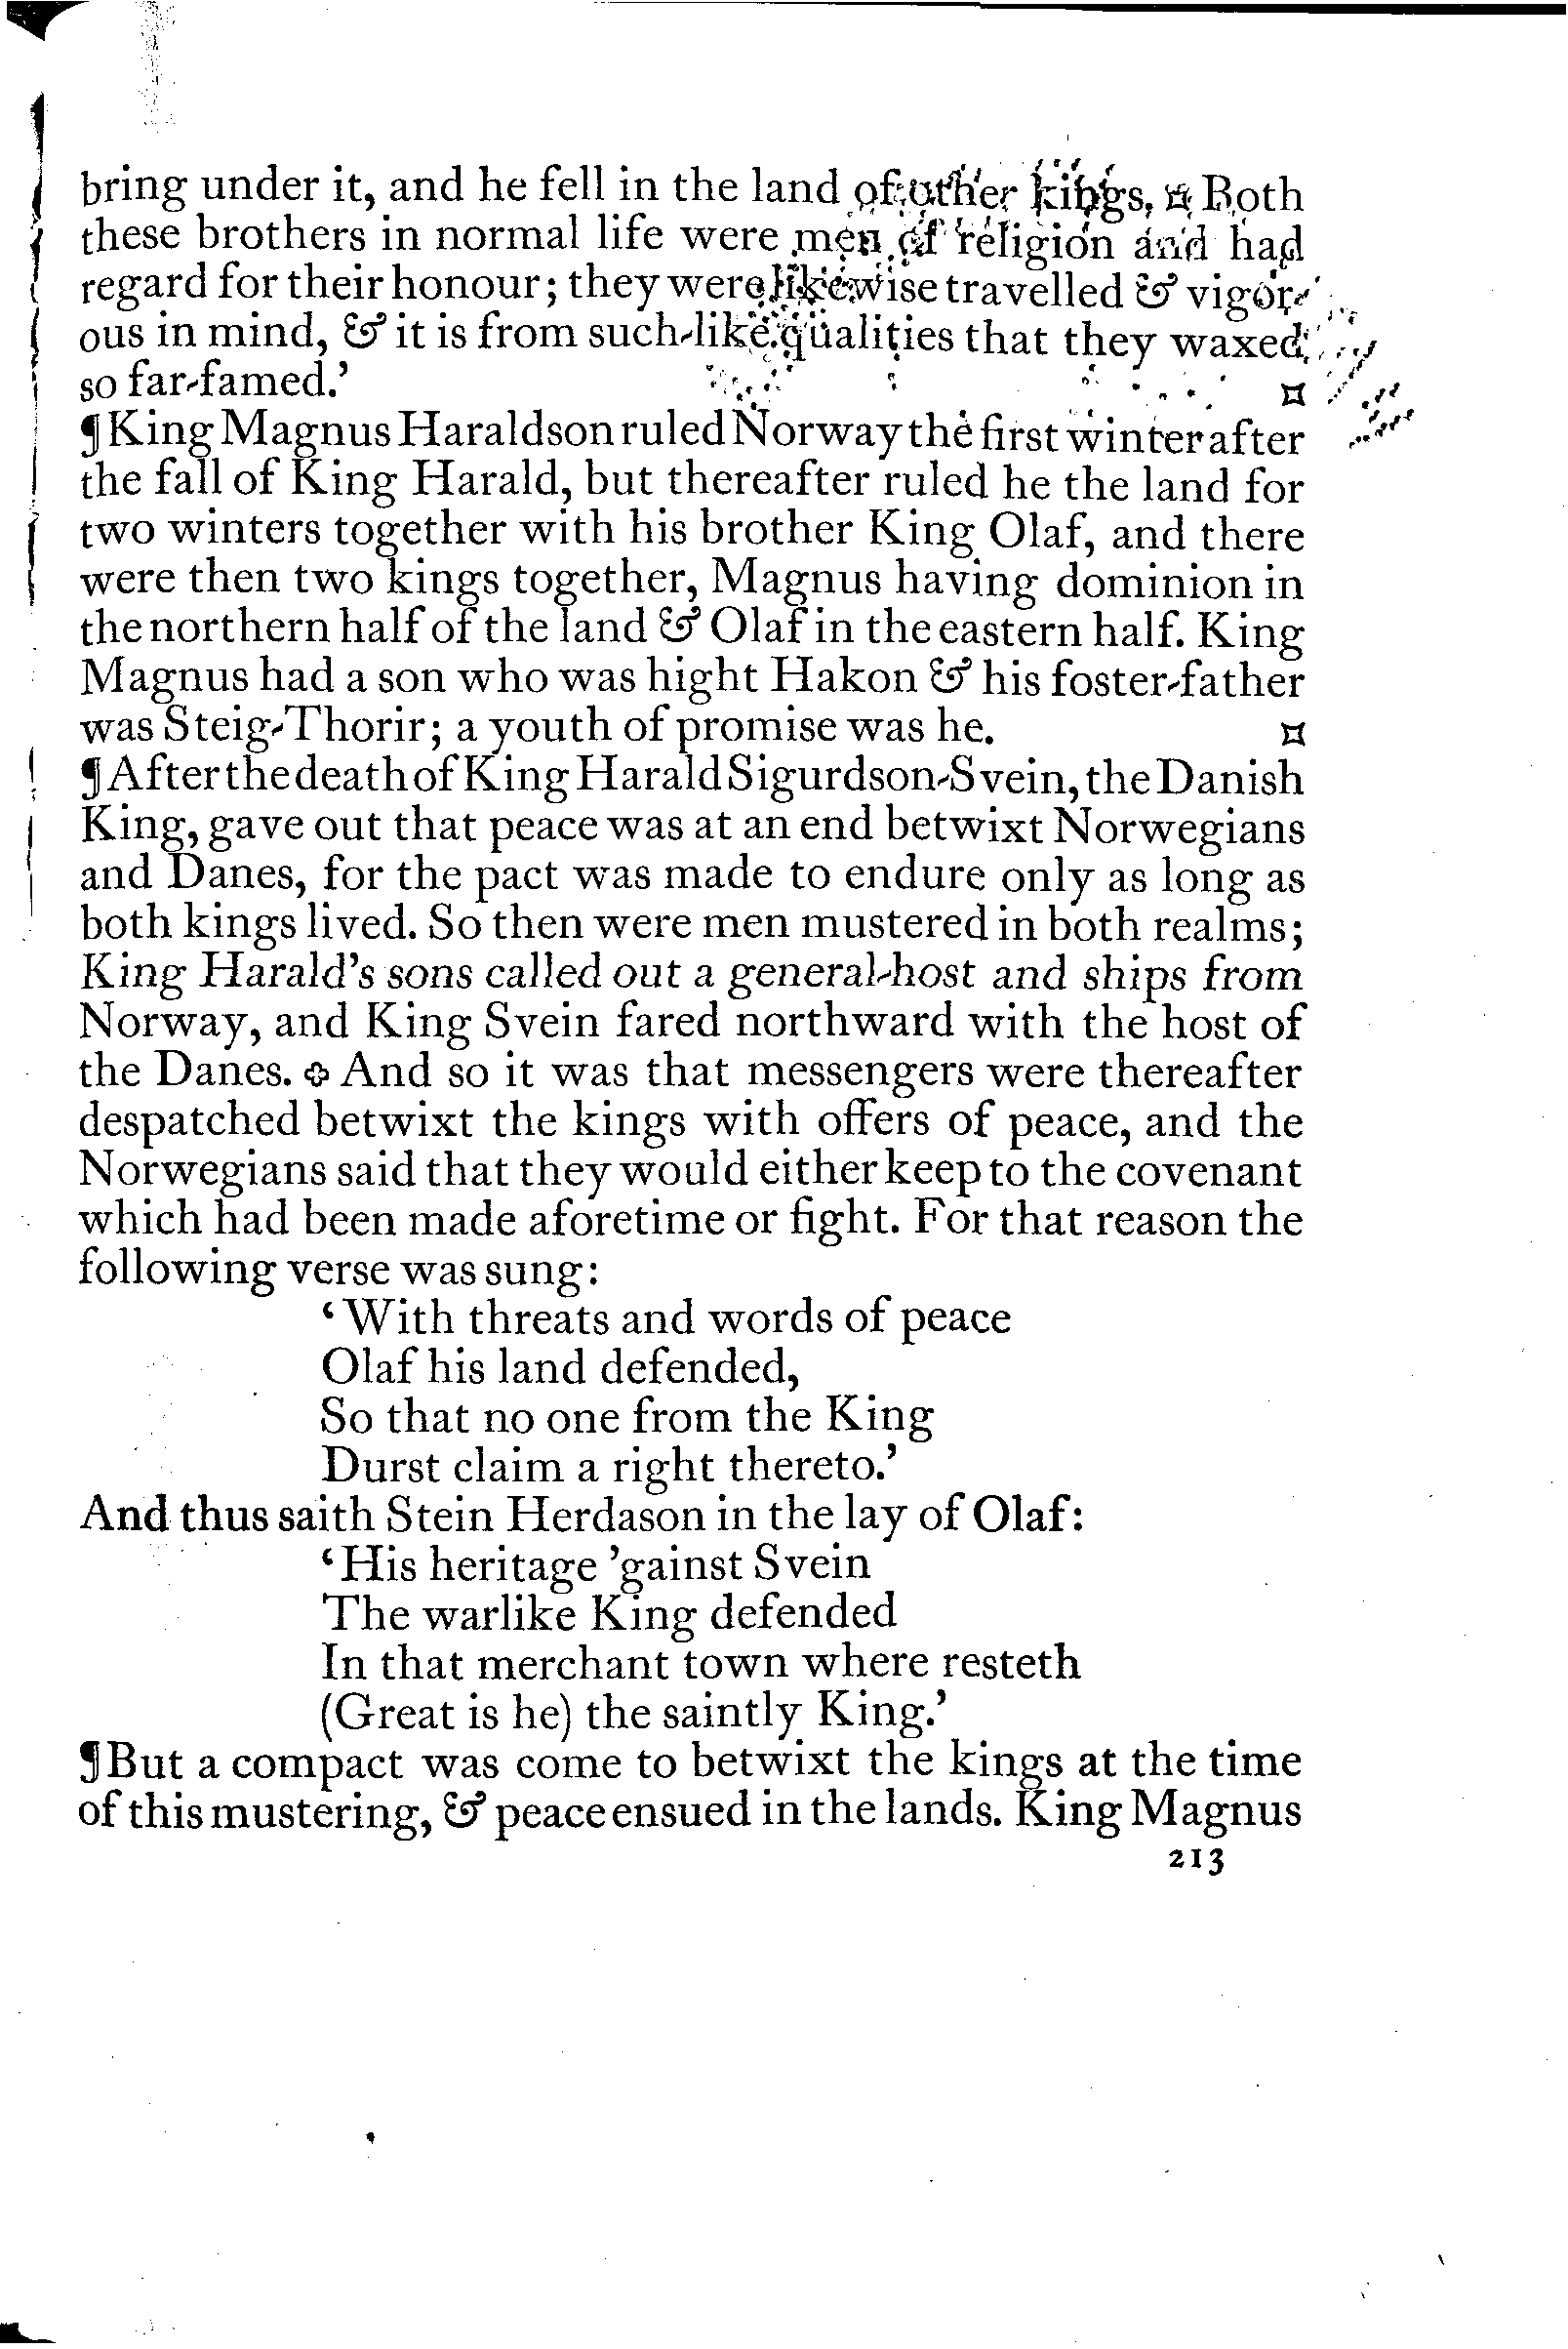 bring under it, and he fell in the land of other kings. ¤ Both
these brothers in normal life were men of religion and had
regard for their honour; they were likewise travelled & vigor-
ous in mind, & it is from such-like qualities that they waxed
so far-famed.’ ¤
¶ King Magnus Haraldson ruled Norway the first winter after
the fall of King Harald, but thereafter ruled he the land for
two winters together with his brother King Olaf, and there
were then two kings together, Magnus having dominion in
the northern half of the land & Olaf in the eastern half. King
Magnus had a son who was hight Hakon & his foster-father
was Steig-Thorir; a youth of promise was he. ¤
¶ After the death of King Harald Sigurdson-Svein, the Danish
King, gave out that peace was at an end betwixt Norwegians
and Danes, for the pact was made to endure only as long as
both kings lived. So then were men mustered in both realms;
King Harald’s sons called out a general-host and ships from
Norway, and King Svein fared northward with the host of
the Danes. ✥ And so it was that messengers were thereafter
despatched betwixt the kings with offers of peace, and the
Norwegians said that they would either keep to the covenant
which had been made aforetime or fight. For that reason the
following verse was sung:
‘With threats and words of peace
Olaf his land defended,
So that no one from the King
Durst claim a right thereto.’
And thus saith Stein Herdason in the lay of Olaf:
‘His heritage ’gainst Svein
The warlike King defended
In that merchant town where resteth
(Great is he) the saintly King.’
¶ But a compact was come to betwixt the kings at the time
of this mustering, & peace ensued in the lands. King Magnus
213